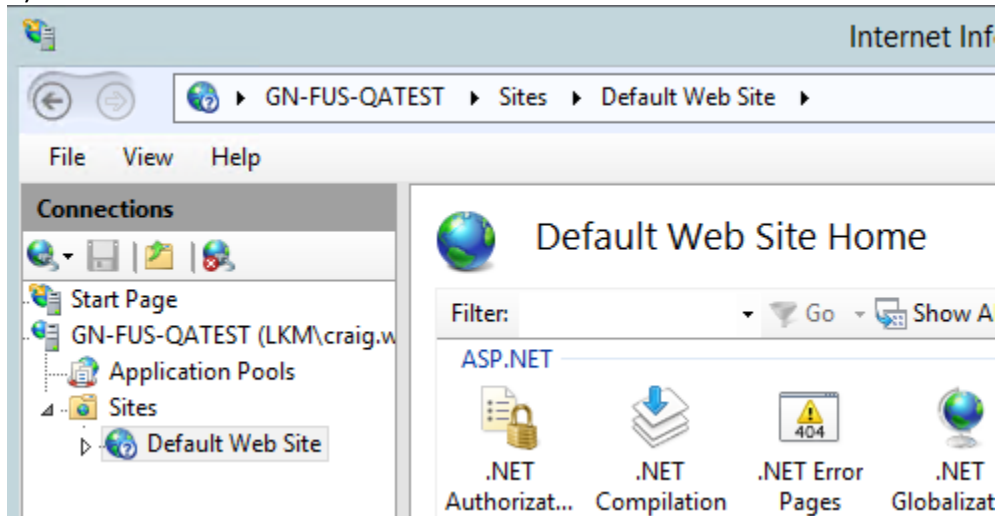 Internet Inf
GN-FUS-QATEST Sites Default Web Site
File View Help
Connections
Default Web Site Home
Start Page
GN-FUS-QATEST (LKM\craig.w
Application Pools
Sites
Default Web Site
Filter: Go Show A
ASP.NET
404
.NET Authorizat...
.NET Compilation
.NET Error Pages
.NET Globalizat